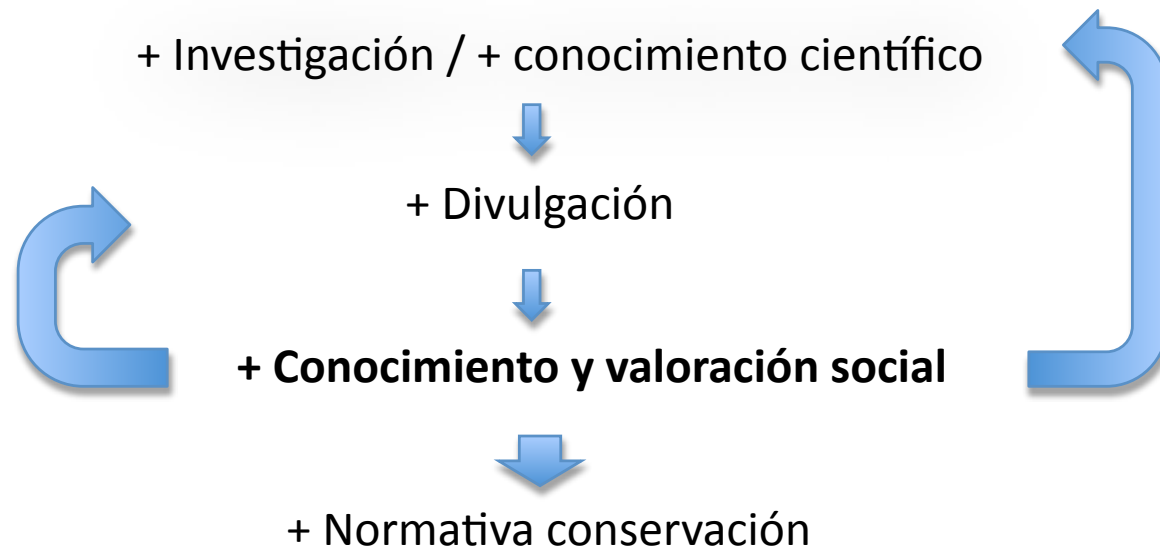 + Investigación / + conocimiento científico
+ Divulgación
+ Conocimiento y valoración social
+ Normativa conservación